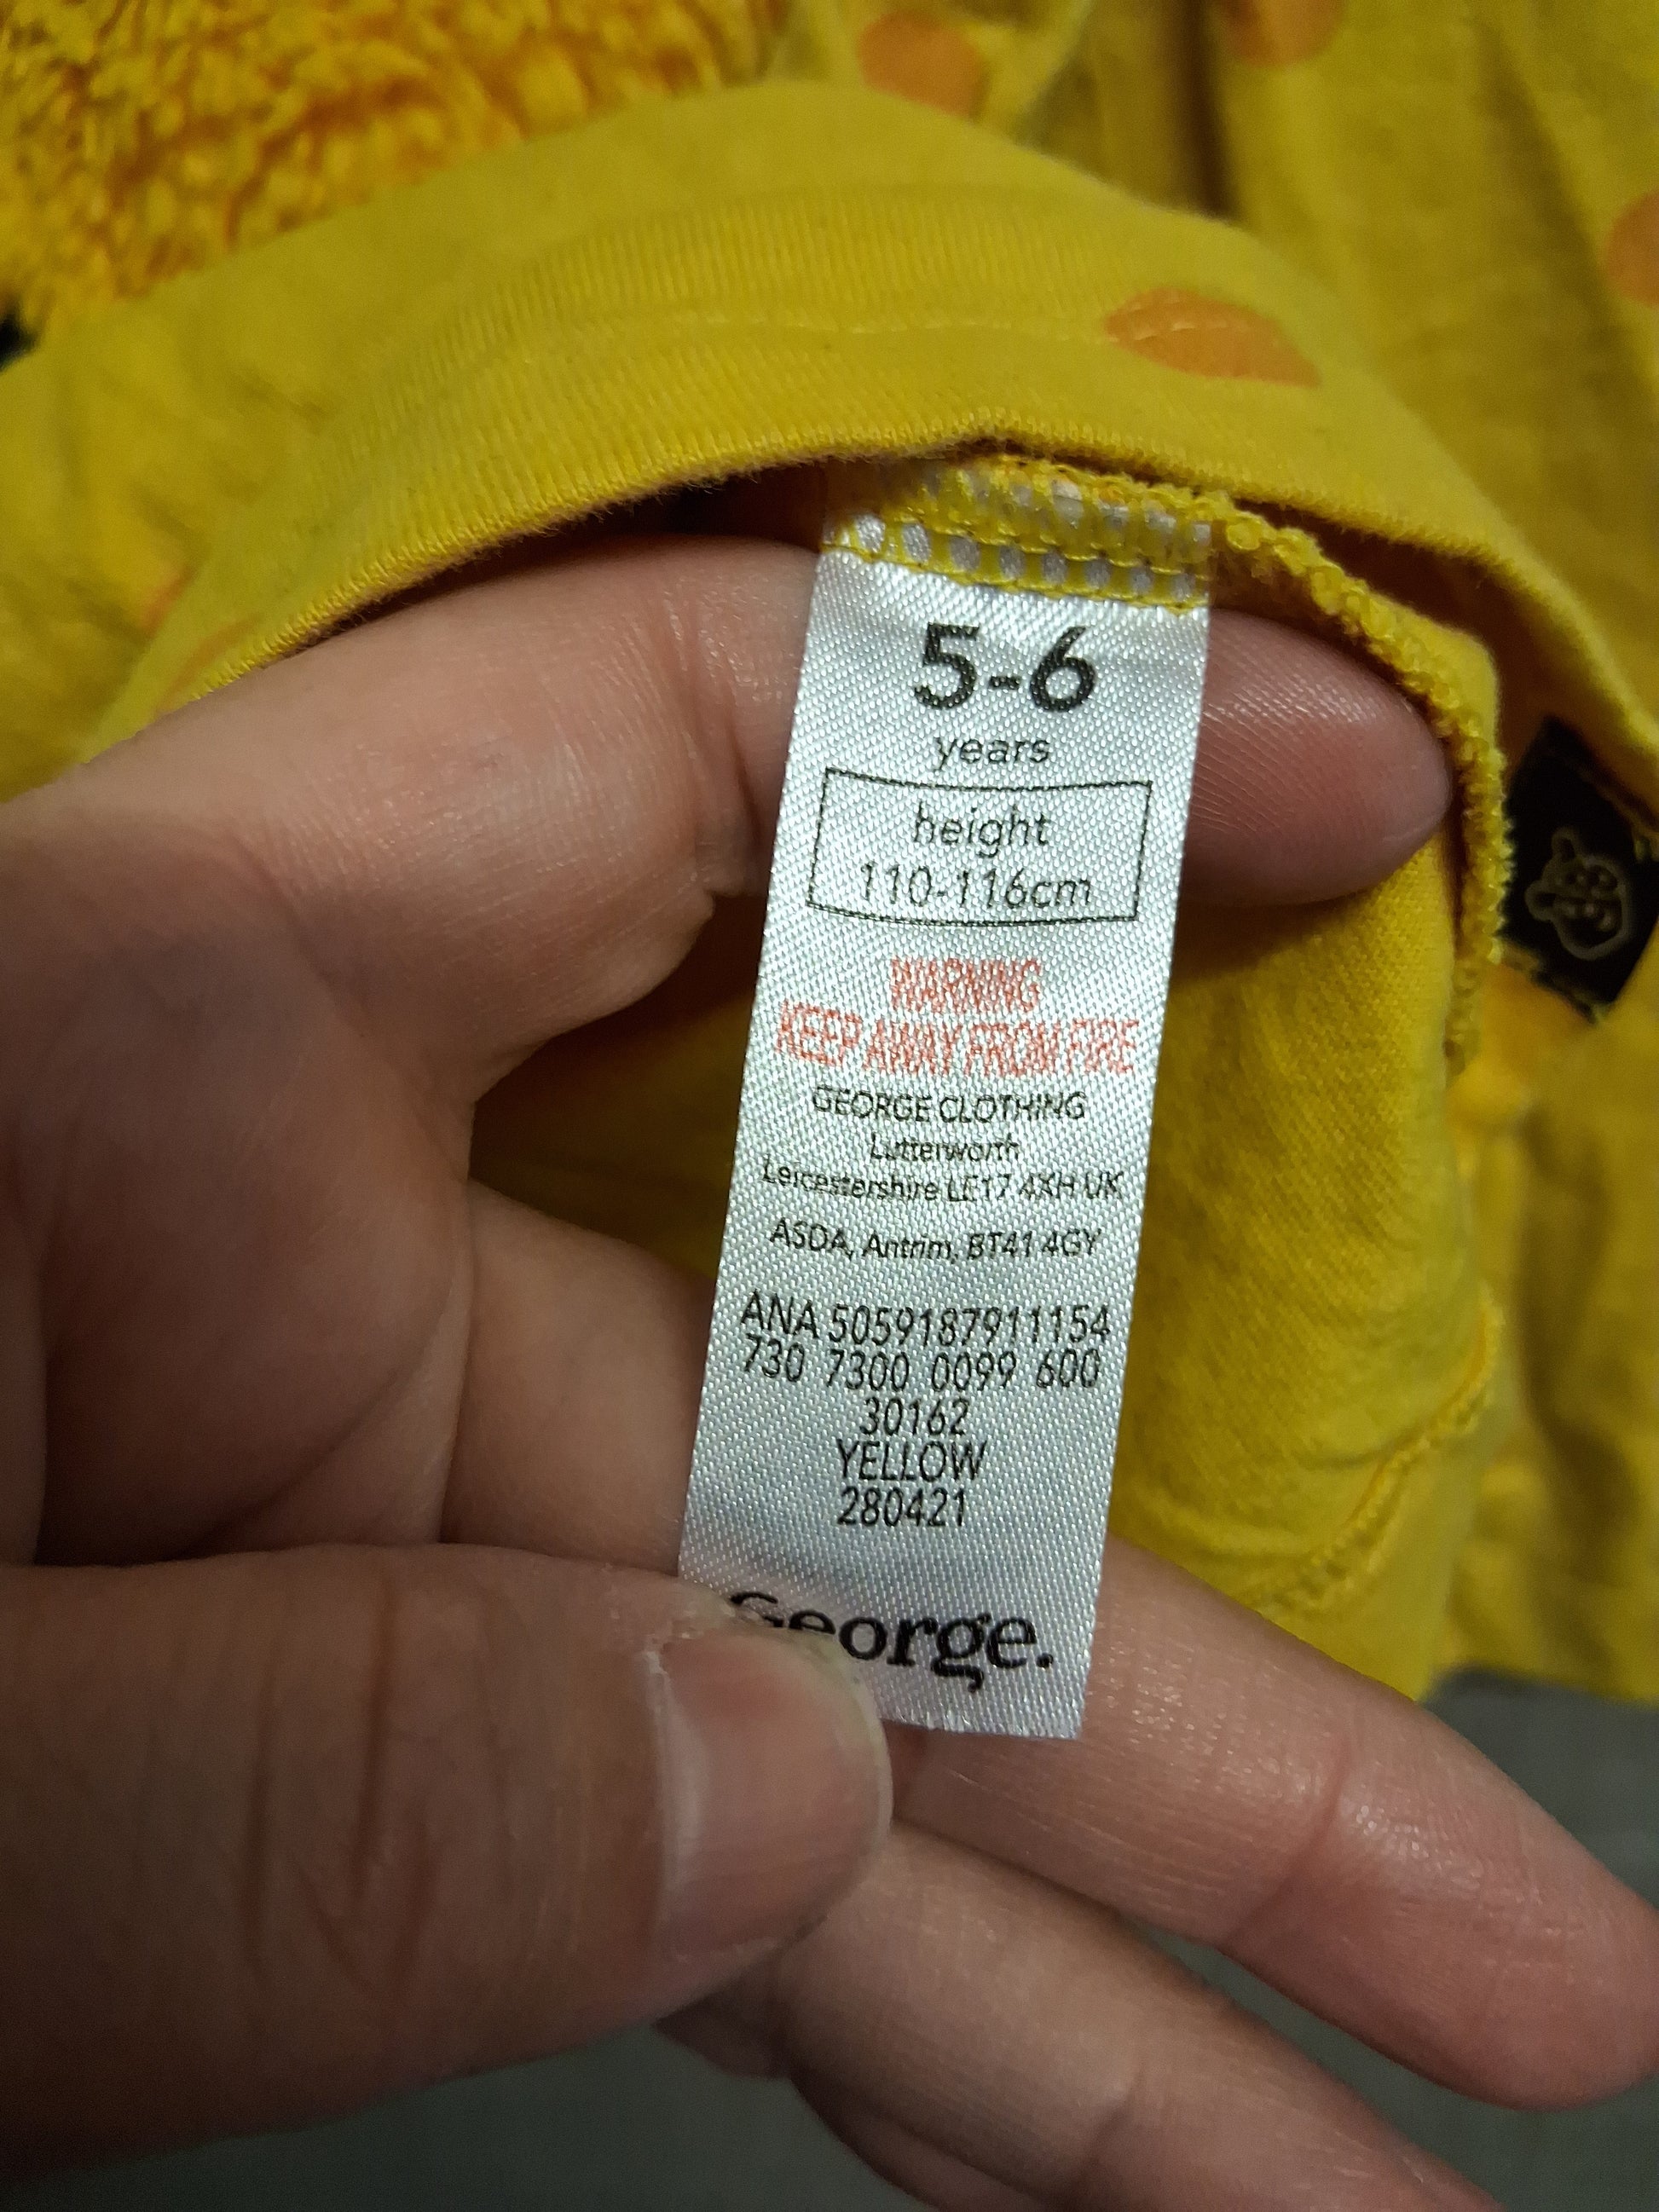 5-6
years
height
110-116cm
WARNING
KEEP AWAY FROM FIRE
GEORGE CLOTHING
Lutterworth
Leicestershire LE17 4XH UK
ASDA, Antrim, BT41 4GY
ANA 5059187911154
730 7300 0099 600
30162
YELLOW
280421
George.